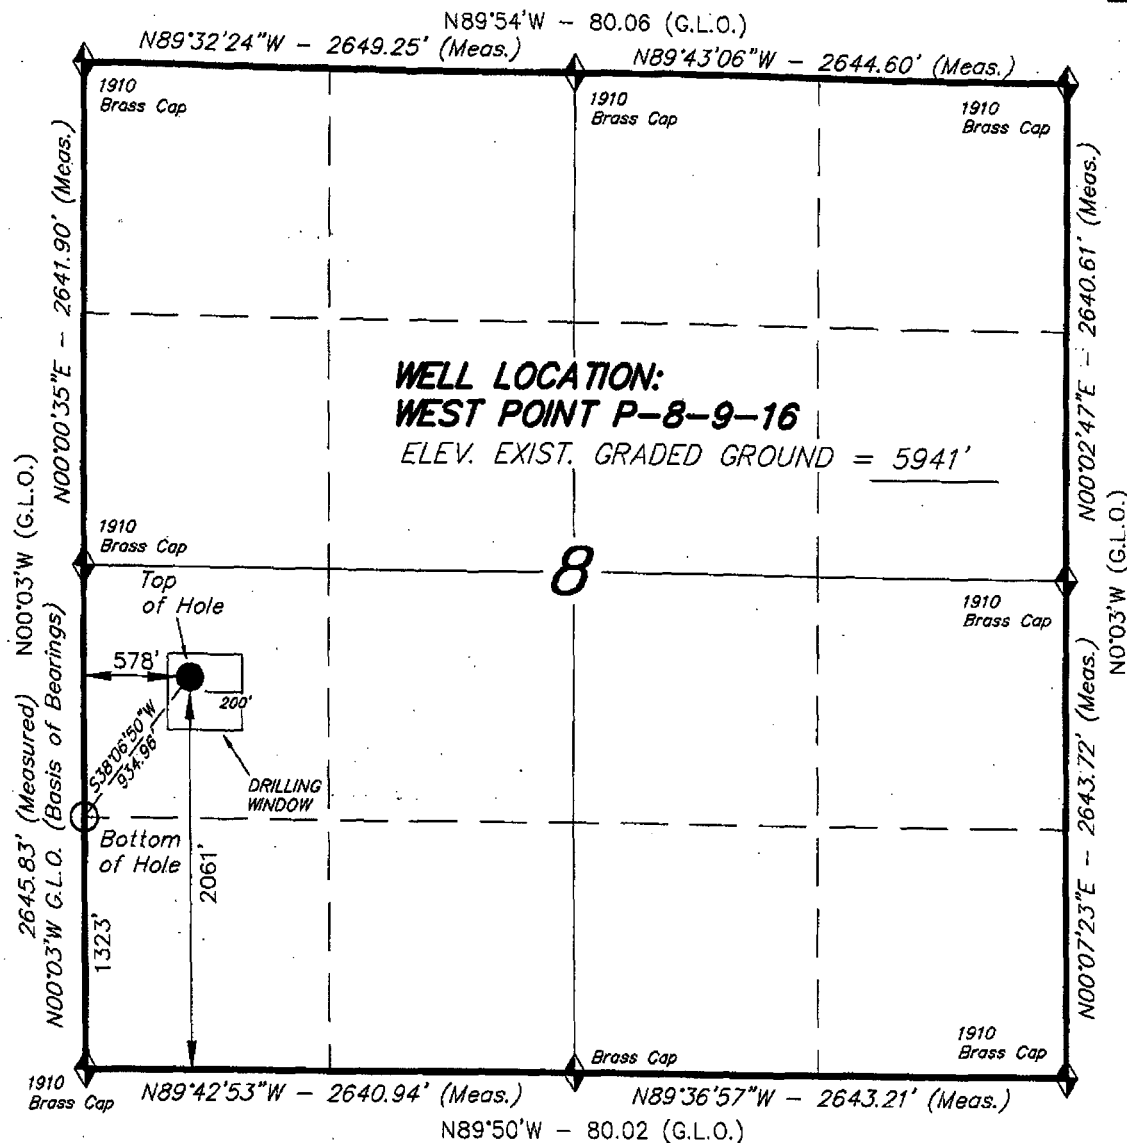 N89°54'W - 80.06 (G.L.O.)
N89°32'24"W - 2649.25' (Meas.)
N89°43'06"W - 2644.60' (Meas.)
1910
Brass Cap
1910
Brass Cap
1910
Brass Cap
N00°00'35"E - 2641.90' (Meas.)
N00°02'47"E - 2640.61' (Meas.)
WELL LOCATION:
WEST POINT P-8-9-16
ELEV. EXIST. GRADED GROUND = 5941'
N00°03'W (G.L.O.)
N0°03'W (G.L.O.)
1910
Brass Cap
8
Top
of Hole
1910
Brass Cap
578'
200'
S38°06'50"W
934.96'
DRILLING
WINDOW
Bottom
of Hole
2061'
1323'
2645.83' (Measured)
N00°03'W G.L.O. (Basis of Bearings)
N00°07'23"E - 2643.72' (Meas.)
1910
Brass Cap
Brass Cap
1910
Brass Cap
N89°42'53"W - 2640.94' (Meas.)
N89°36'57"W - 2643.21' (Meas.)
N89°50'W - 80.02 (G.L.O.)